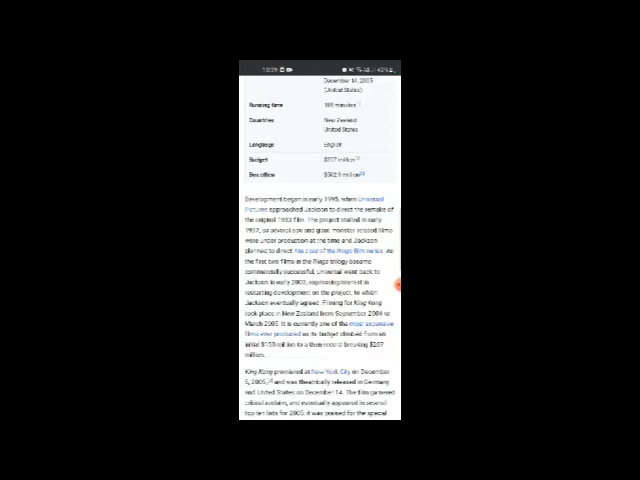 December 14, 2005
(United States)
Running time
minutes
Countries New Zealand
United States
Language English
Budget $207 million
Box office million
Development began in early 1995, when Universal
Pictures approached Jackson to direct the remake of
the original 1933 film. The project stalled in early
1997, as several ape and giant monster-related films
were under production at the time and Jackson
planned to direct The Lord of the Rings film series. As
the first two films in the Rings trilogy became
commercially successful, Universal went back to
Jackson in early 2003, expressing interest in
restarting development on the project, to which
Jackson eventually agreed. Filming for King Kong
took place in New Zealand from September 2004 to
March 2005. It is currently one of the most expensive
films ever produced as its budget climbed from an
initial $150 million to a then record-breaking $207
million.
King Kong premiered at New York City on December
5, 2005, and was theatrically released in Germany
and United States on December 14. The film garnered
critical acclaim, and eventually appeared in several
top ten lists for 2005; it was praised for the special